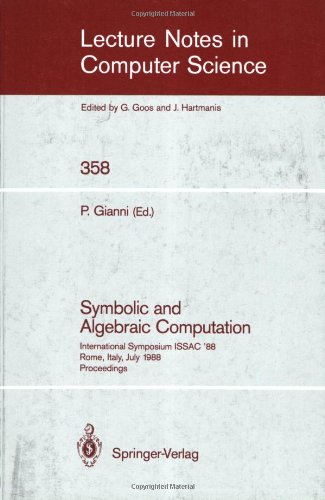 Lecture Notes in
Computer Science
Edited by G. Goos and J. Hartmanis
358
P. Gianni (Ed.)
Symbolic and
Algebraic Computation
International Symposium ISSAC '88
Rome, Italy, July 1988
Proceedings
Springer-Verlag